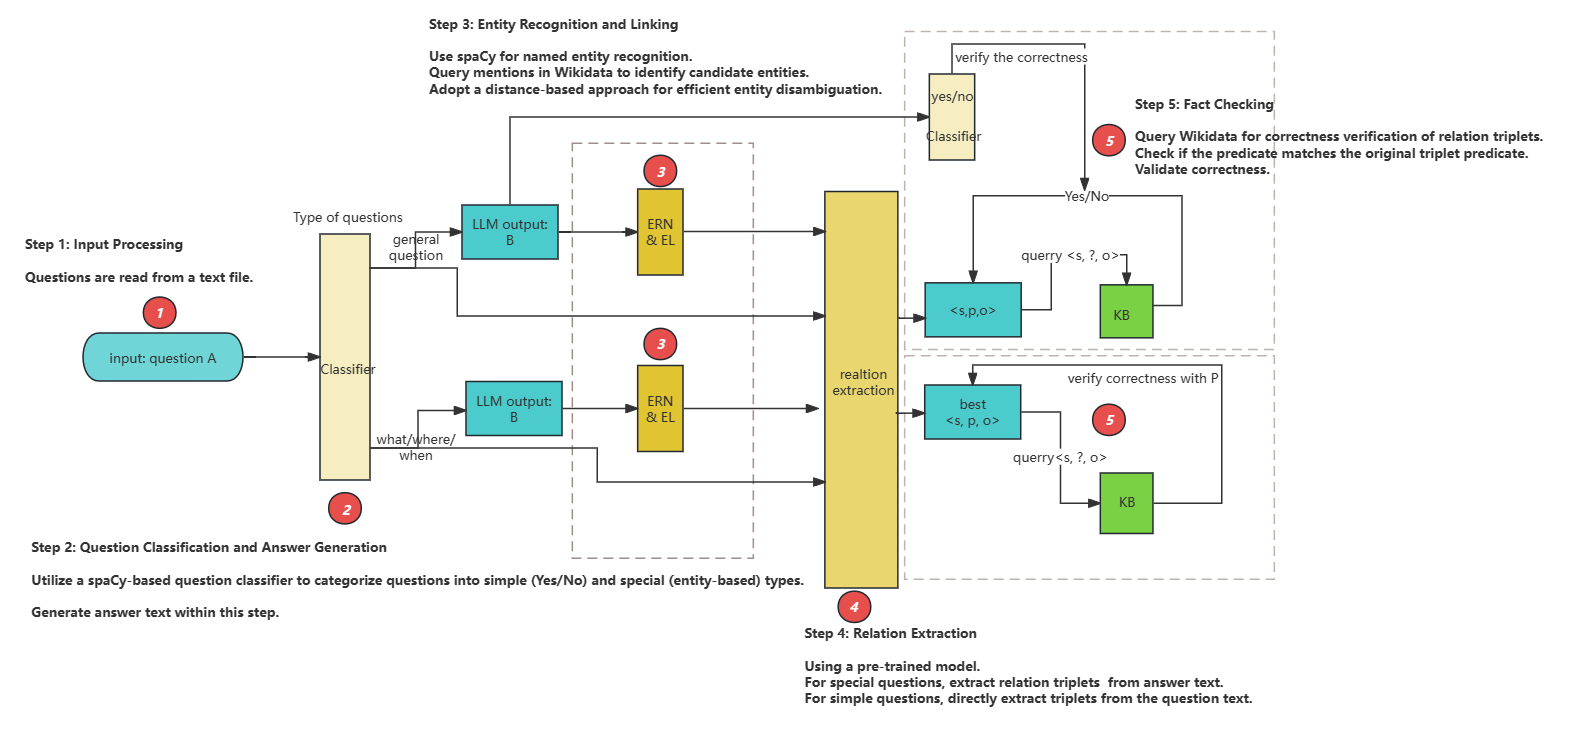 Step 3: Entity Recognition and Linking
Use spaCy for named entity recognition.
Query mentions in Wikidata to identify candidate entities.
Adopt a distance-based approach for efficient entity disambiguation.
verify the correctness
yes/no
Classifier
Step 5: Fact Checking
5
Query Wikidata for correctness verification of relation triplets.
Check if the predicate matches the original triplet predicate.
Validate correctness.
3
Type of questions
general
question
LLM output:
B
ERN
& EL
Yes/No
Step 1: Input Processing
Questions are read from a text file.
1
input: question A
Classifier
querry <s, ?, o>
<s,p,o>
KB
3
what/where/
when
LLM output:
B
ERN
& EL
realtion
extraction
verify correctness with P
best
<s, p, o>
5
querry<s, ?, o>
KB
2
Step 2: Question Classification and Answer Generation
Utilize a spaCy-based question classifier to categorize questions into simple (Yes/No) and special (entity-based) types.
Generate answer text within this step.
4
Step 4: Relation Extraction
Using a pre-trained model.
For special questions, extract relation triplets  from answer text.
For simple questions, directly extract triplets from the question text.